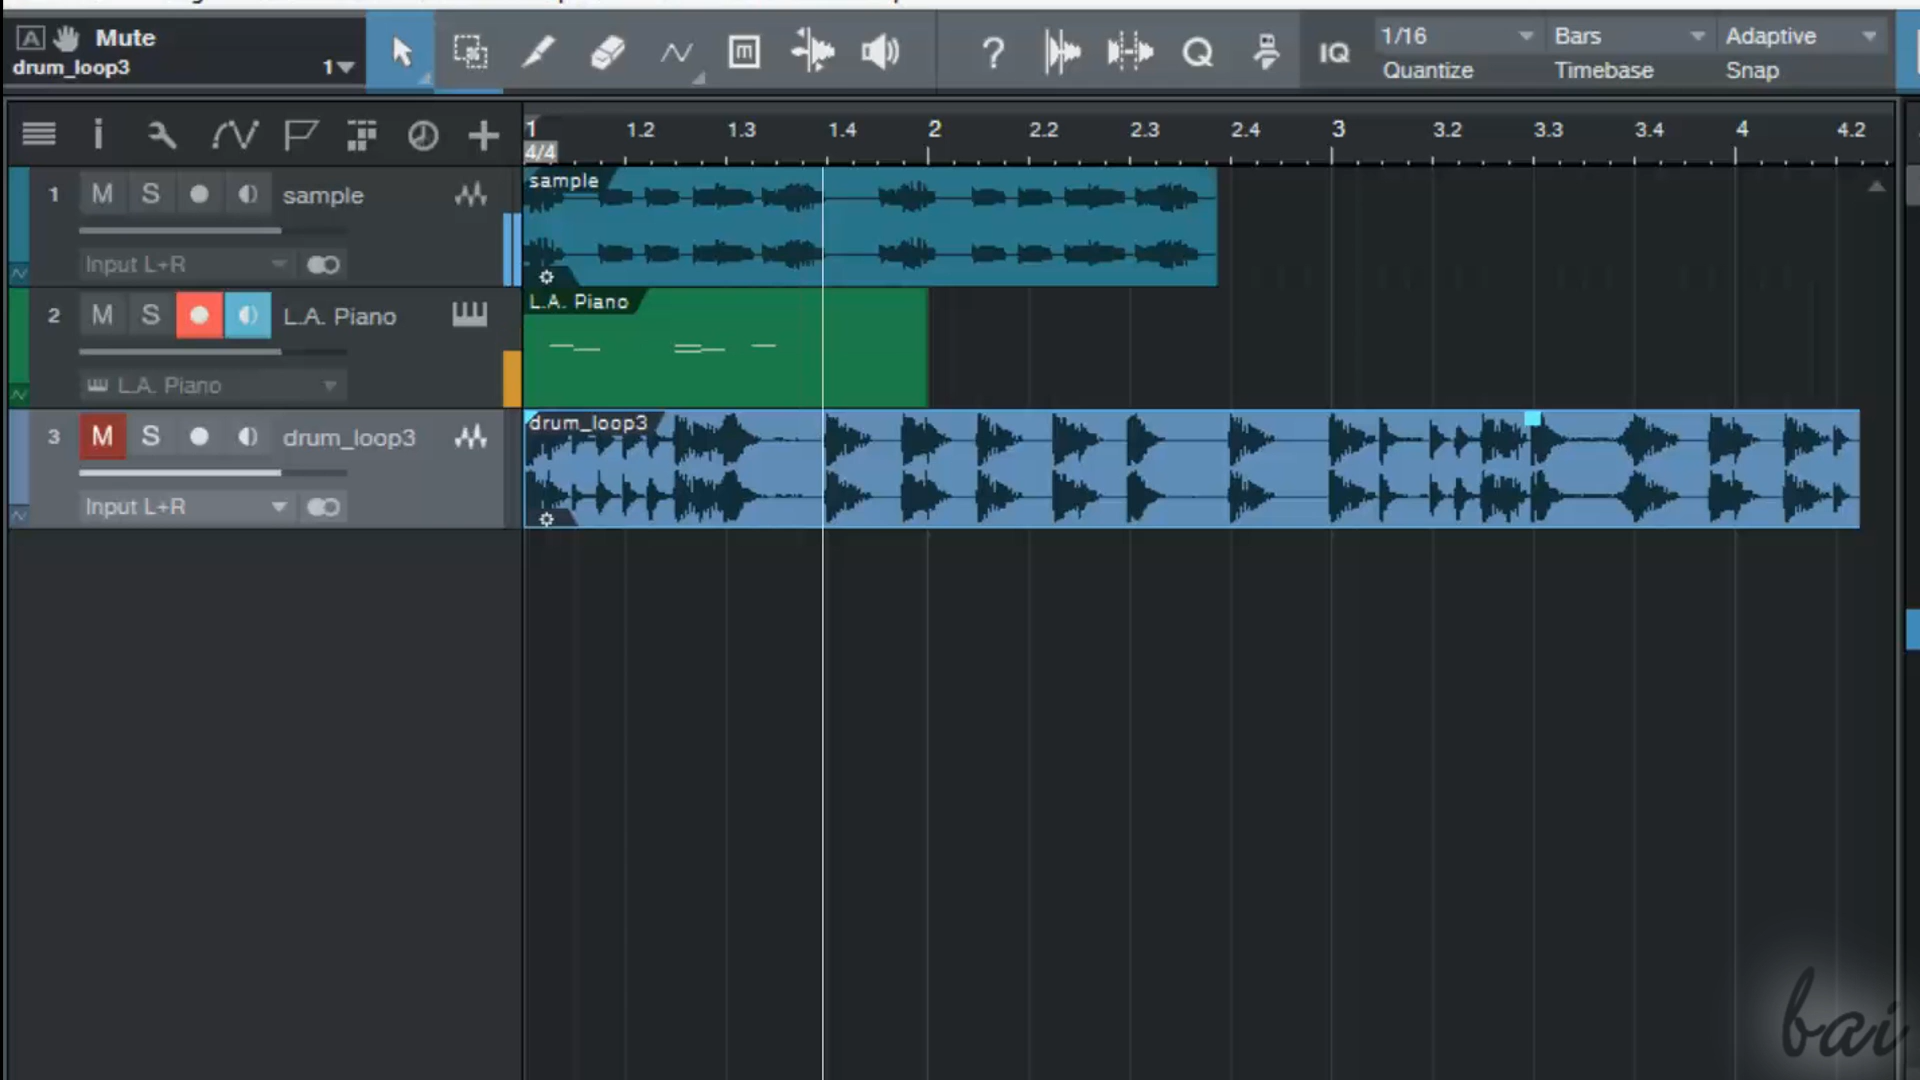 A Mute
drum_loop3 1
1/16 Bars Adaptive
IQ Quantize Timebase Snap
1 1.2 1.3 1.4 2 2.2 2.3 2.4 3 3.2 3.3 3.4 4 4.2
4/4
1 M S sample
sample
Input L+R
2 M S L.A. Piano
L.A. Piano
L.A. Piano
3 M S drum_loop3
drum_loop3
Input L+R
bai